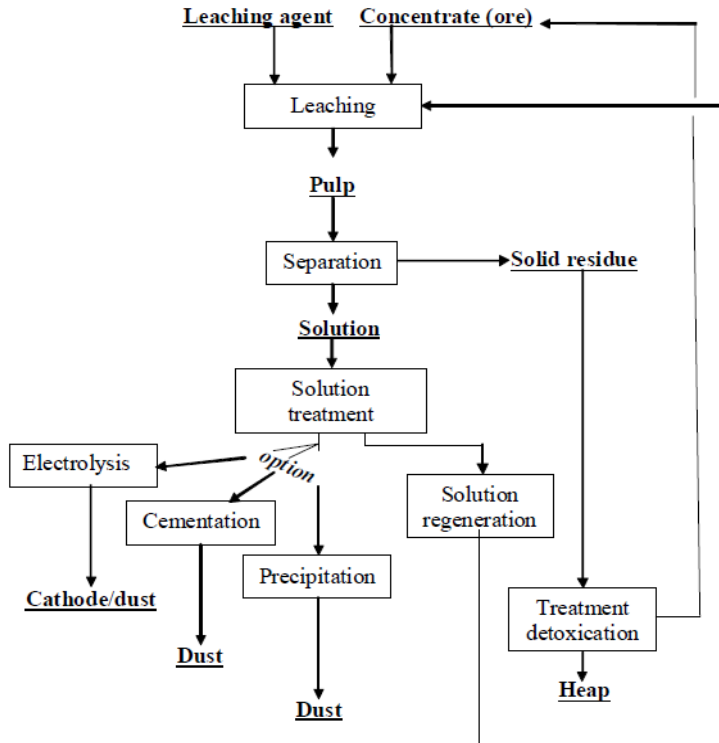 Leaching agent
Concentrate (ore)
Leaching
Pulp
Separation
Solid residue
Solution
Solution
treatment
Electrolysis
option
Cementation
Solution
regeneration
Precipitation
Cathode/dust
Treatment
detoxication
Dust
Heap
Dust